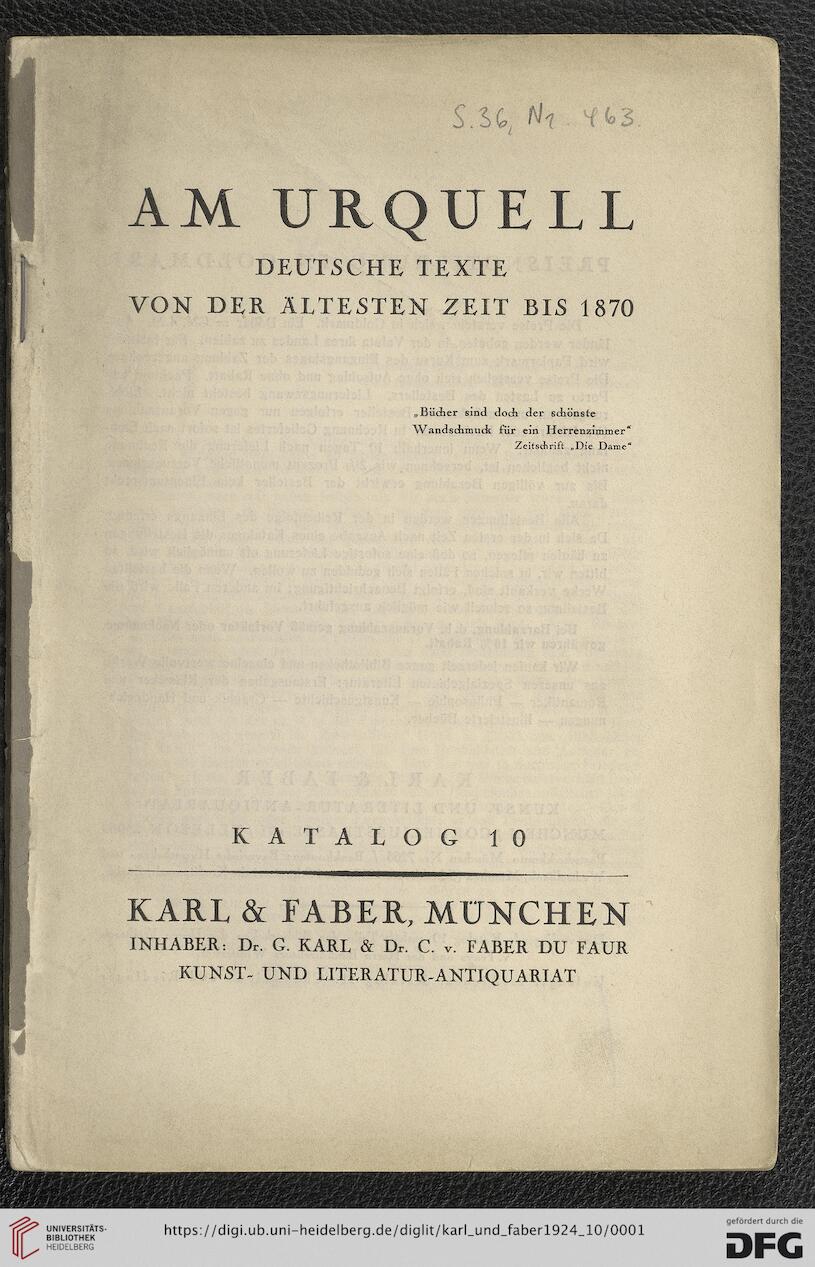 S. 36, Nr. 463.
AM URQUELL
DEUTSCHE TEXTE
VON DER ÄLTESTEN ZEIT BIS 1870
„Bücher sind doch der schönste
Wandschmuck für ein Herrenzimmer“
Zeitschrift „Die Dame“
KATALOG 10
KARL & FABER, MÜNCHEN
INHABER: Dr. G. KARL & Dr. C. v. FABER DU FAUR
KUNST- UND LITERATUR-ANTIQUARIAT
UNIVERSITÄTS-
BIBLIOTHEK
HEIDELBERG
https://digi.ub.uni-heidelberg.de/diglit/karl_und_faber1924_10/0001
gefördert durch die
DFG